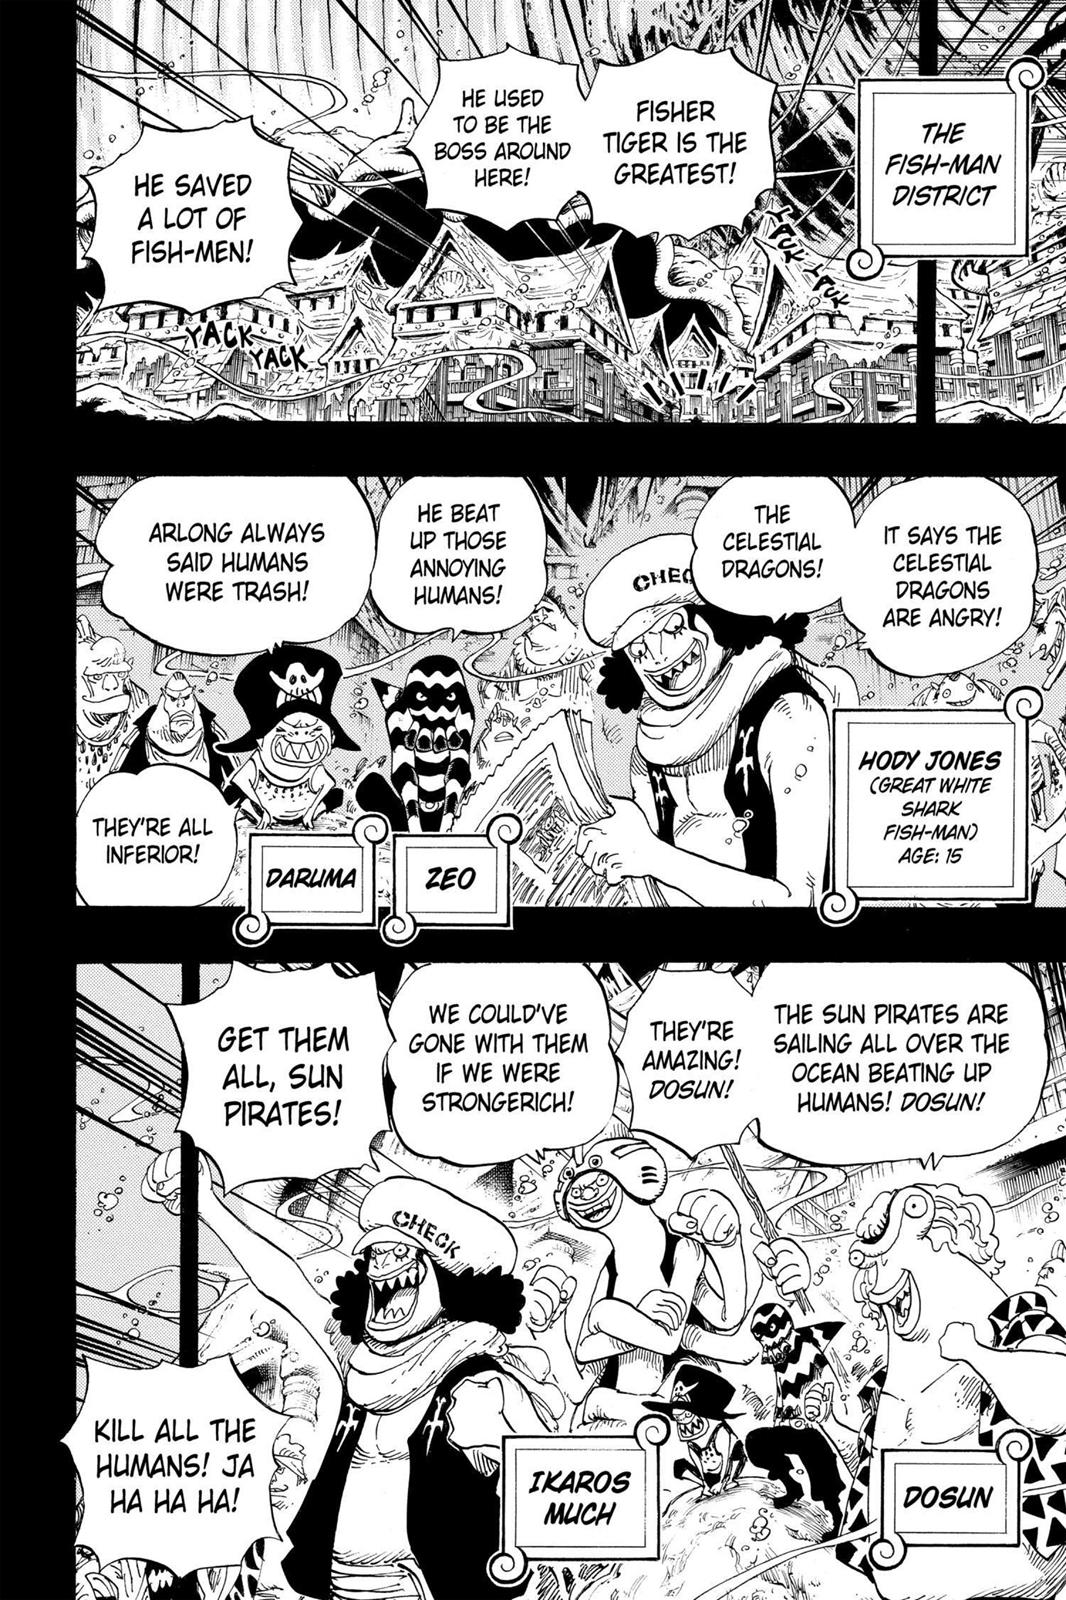 THE
FISH-MAN
DISTRICT
FISHER
TIGER IS THE
GREATEST!
HE USED
TO BE THE
BOSS AROUND
HERE!
HE SAVED
A LOT OF
FISH-MEN!
YACK YACK
YACK
YACK
IT SAYS THE
CELESTIAL
DRAGONS
ARE ANGRY!
THE
CELESTIAL
DRAGONS!
HE BEAT
UP THOSE
ANNOYING
HUMANS!
ARLONG ALWAYS
SAID HUMANS
WERE TRASH!
CHECK
HODY JONES
(GREAT WHITE
SHARK
FISH-MAN)
AGE: 15
THEY'RE ALL
INFERIOR!
ZEO
DARUMA
THE SUN PIRATES ARE
SAILING ALL OVER THE
OCEAN BEATING UP
HUMANS! DOSUN!
THEY'RE
AMAZING!
DOSUN!
WE COULD'VE
GONE WITH THEM
IF WE WERE
STRONGERICH!
GET THEM
ALL, SUN
PIRATES!
CHECK
KILL ALL THE
HUMANS! JA
HA HA HA!
DOSUN
IKAROS
MUCH